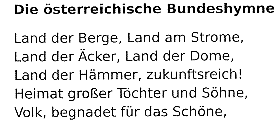 Die österreichische Bundeshymne
Land der Berge, Land am Strome,
Land der Äcker, Land der Dome,
Land der Hämmer, zukunftsreich!
Heimat großer Töchter und Söhne,
Volk, begnadet für das Schöne,